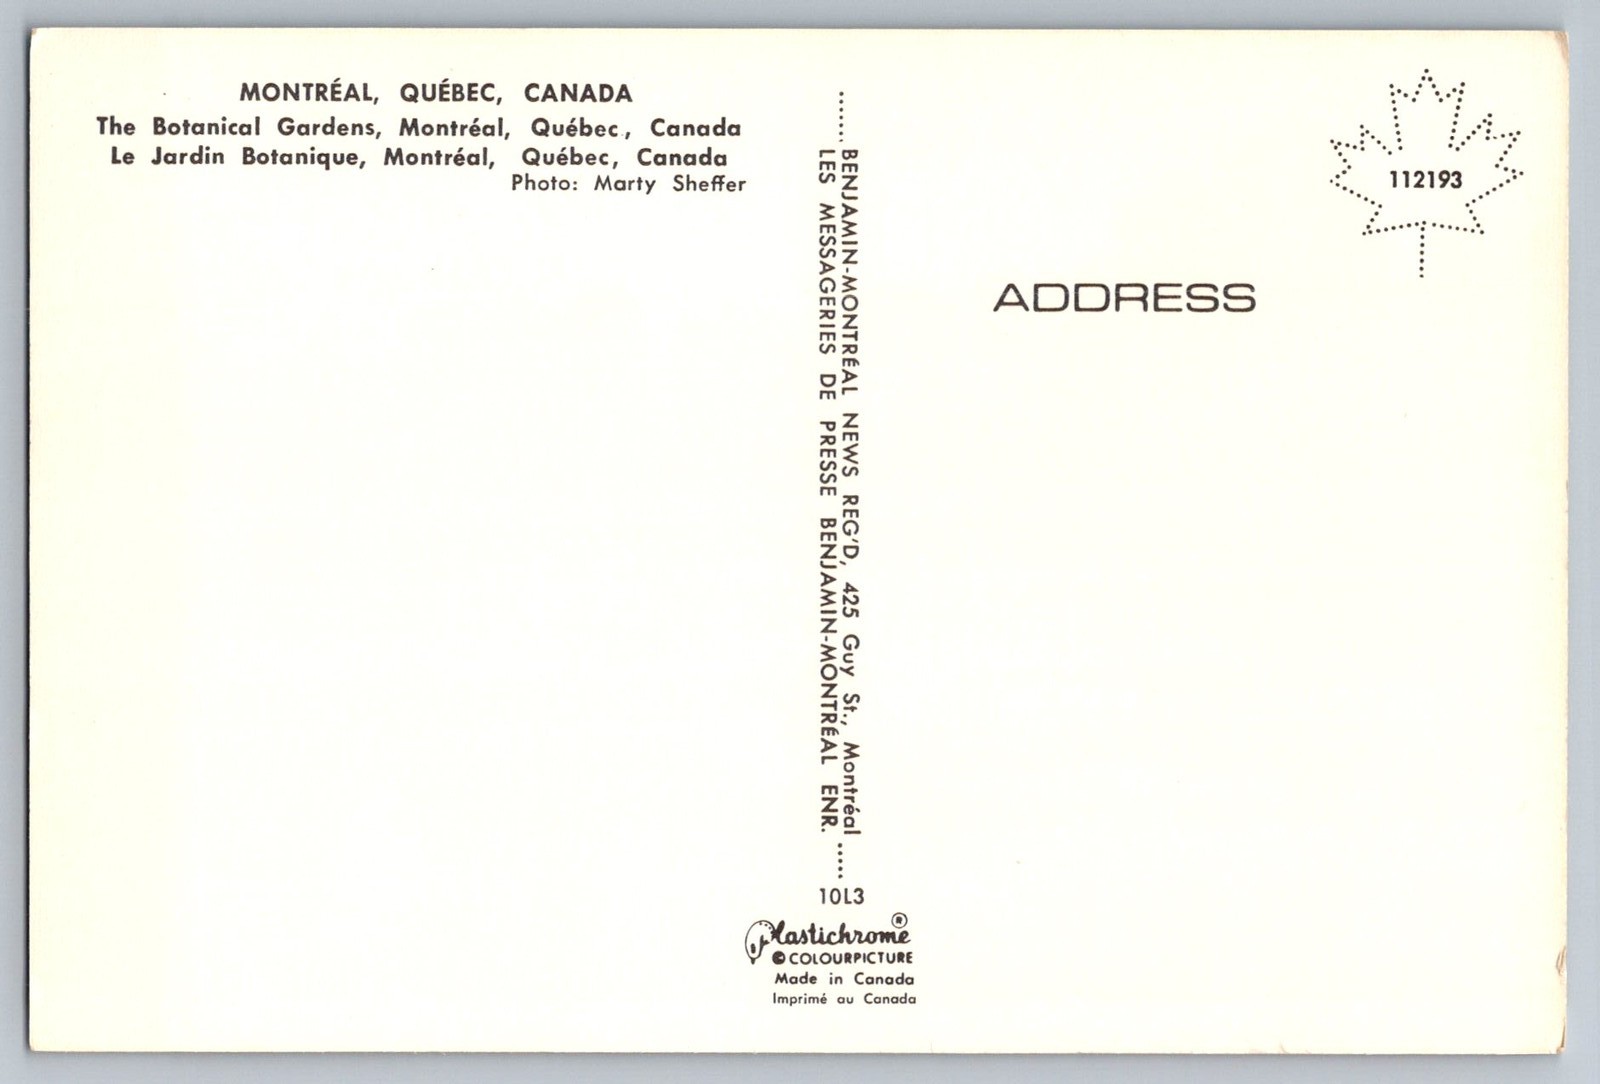 MONTRÉAL, QUÉBEC, CANADA
The Botanical Gardens, Montréal, Québec, Canada
Le Jardin Botanique, Montréal, Québec, Canada
Photo: Marty Sheffer
BENJAMIN-MONTRÉAL NEWS REG'D, 425 Guy St., Montréal
LES MESSAGERIES DE PRESSE BENJAMIN-MONTRÉAL ENR.
10L3
Plastichrome®
© COLOURPICTURE
Made in Canada
Imprimé au Canada
112193
ADDRESS